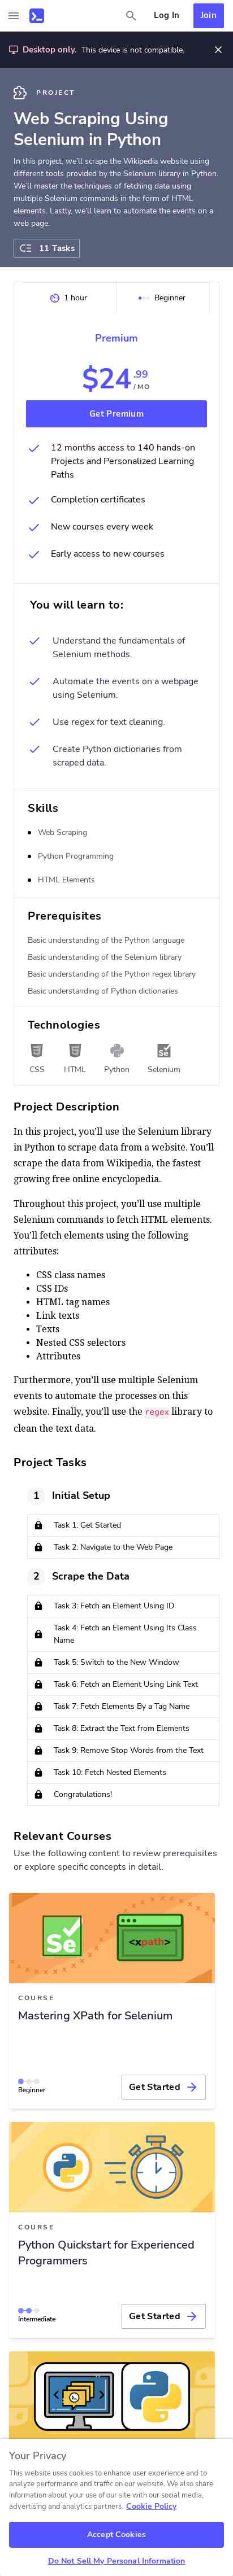 Log In
Join
Desktop only. This device is not compatible.
PROJECT
Web Scraping Using
Selenium in Python
In this project, you'll scrape the Wikipedia website using
different tools provided by the Selenium library in Python.
We'll master the techniques of fetching data using
multiple Selenium commands in the form of HTML
elements. Lastly, we'll learn to automate the events on a
web page.
11 Tasks
1 hour
Beginner
Premium
$24.99
/ MO
Get Premium
12 months access to 140 hands-on
Projects and Personalized Learning
Paths
Completion certificates
New courses every week
Early access to new courses
You will learn to:
Understand the fundamentals of
Selenium methods.
Automate the events on a webpage
using Selenium.
Use regex for text cleaning.
Create Python dictionaries from
scraped data.
Skills
Web Scraping
Python Programming
HTML Elements
Prerequisites
Basic understanding of the Python language
Basic understanding of the Selenium library
Basic understanding of the Python regex library
Basic understanding of Python dictionaries
Technologies
CSS
HTML
Python
Selenium
Project Description
In this project, you'll use the Selenium library
in Python to scrape data from a website. You'll
scrape the data from Wikipedia, the fastest
growing free online encyclopedia.
Throughout this project, you'll use multiple
Selenium commands to fetch HTML elements.
You'll fetch elements using the following
attributes:
• CSS class names
• CSS IDs
• HTML tag names
• Link texts
• Texts
• Nested CSS selectors
• Attributes
Furthermore, you'll use multiple Selenium
events to automate the processes on this
website. Finally, you'll use the regex library to
clean the text data.
Project Tasks
1 Initial Setup
Task 1: Get Started
Task 2: Navigate to the Web Page
2 Scrape the Data
Task 3: Fetch an Element Using ID
Task 4: Fetch an Element Using Its Class
Name
Task 5: Switch to the New Window
Task 6: Fetch an Element Using Link Text
Task 7: Fetch Elements By a Tag Name
Task 8: Extract the Text from Elements
Task 9: Remove Stop Words from the Text
Task 10: Fetch Nested Elements
Congratulations!
Relevant Courses
Use the following content to review prerequisites
or explore specific concepts in detail.
Se
<xpath>
COURSE
Mastering XPath for Selenium
Beginner
Get Started
COURSE
Python Quickstart for Experienced
Programmers
Intermediate
Get Started
Your Privacy
This website uses cookies to enhance user experience and to
analyze performance and traffic on our website. We also share
information about your use of our site with our social media,
advertising and analytics partners. Cookie Policy
Accept Cookies
Do Not Sell My Personal Information